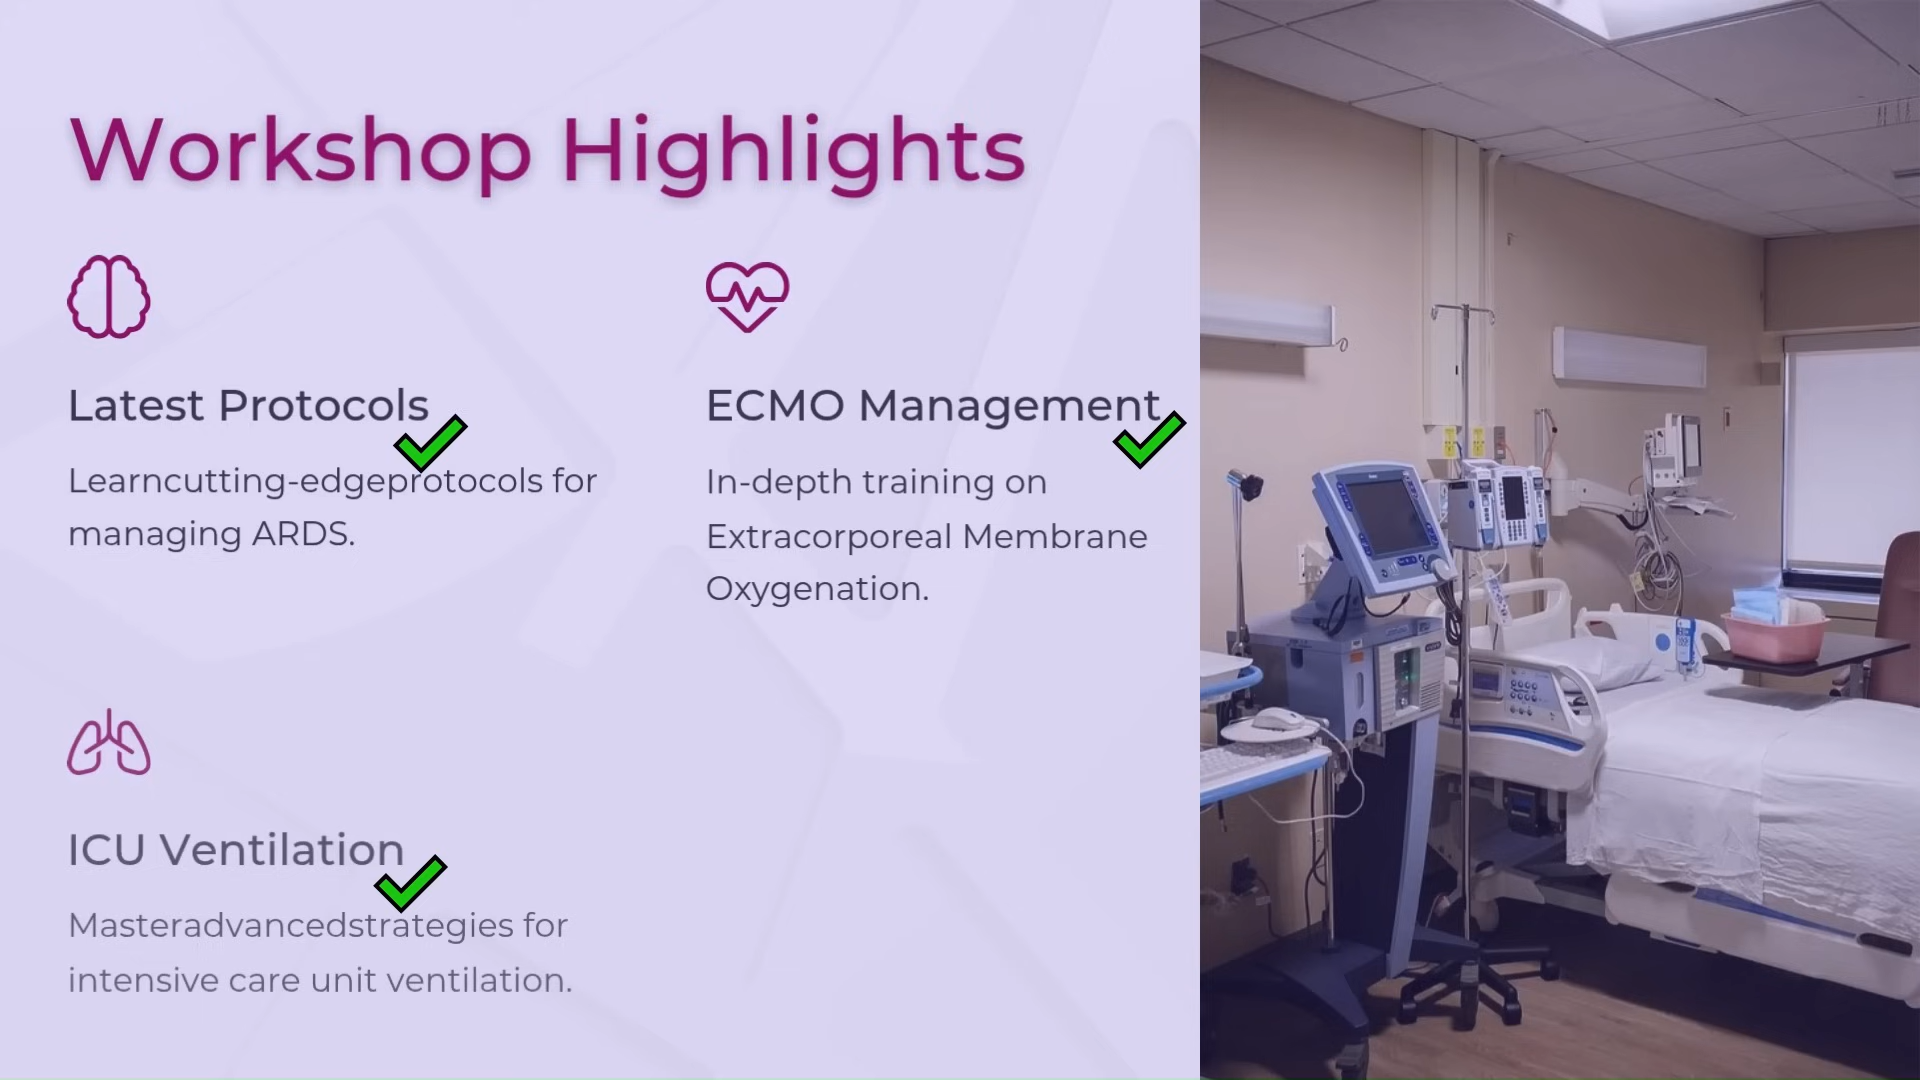 Workshop Highlights
Latest Protocols
Learncutting-edgeprotocols for
managing ARDS.
ECMO Management
In-depth training on
Extracorporeal Membrane
Oxygenation.
ICU Ventilation
Masteradvancedstrategies for
intensive care unit ventilation.